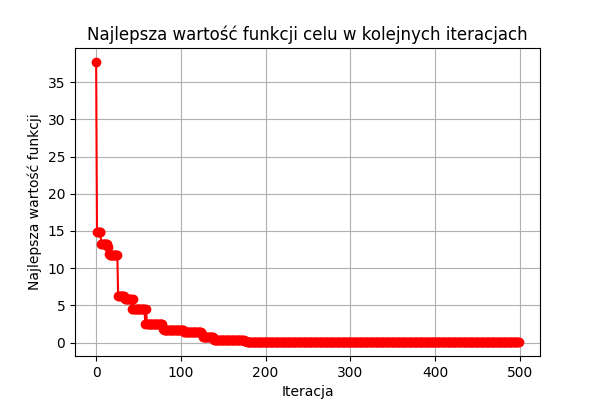 Najlepsza wartość funkcji celu w kolejnych iteracjach
Najlepsza wartość funkcji
35
30
25
20
15
10
5
0
0 100 200 300 400 500
Iteracja